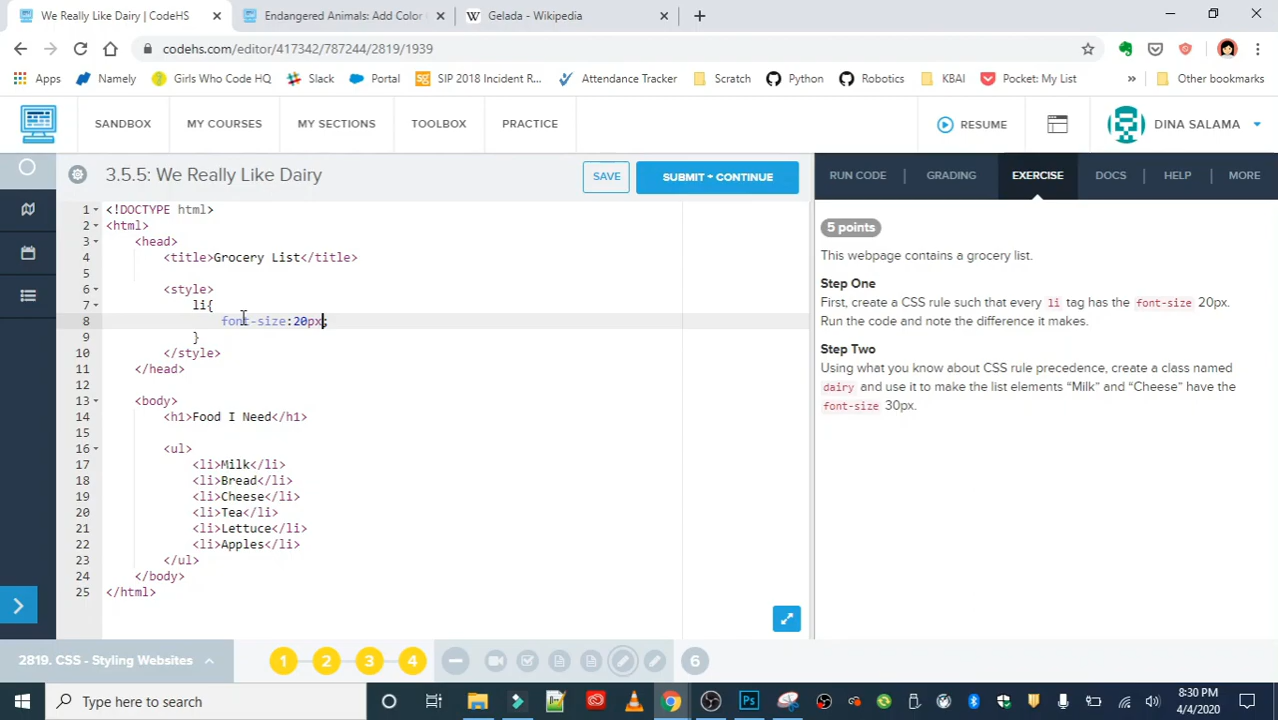 We Really Like Dairy | CodeHS
Endangered Animals: Add Color
Gelada - Wikipedia
codehs.com/editor/417342/787244/2819/1939
Apps
Namely
Girls Who Code HQ
Slack
Portal
SIP 2018 Incident R...
Attendance Tracker
Scratch
Python
Robotics
KBAI
Pocket: My List
»
Other bookmarks
SANDBOX
MY COURSES
MY SECTIONS
TOOLBOX
PRACTICE
RESUME
DINA SALAMA
3.5.5: We Really Like Dairy
SAVE
SUBMIT + CONTINUE
RUN CODE
GRADING
EXERCISE
DOCS
HELP
MORE
1 <!DOCTYPE html>
2 <html>
3 <head>
4 <title>Grocery List</title>
5
6 <style>
7 li{
8 font-size:20px;
9 }
10 </style>
11 </head>
12
13 <body>
14 <h1>Food I Need</h1>
15
16 <ul>
17 <li>Milk</li>
18 <li>Bread</li>
19 <li>Cheese</li>
20 <li>Tea</li>
21 <li>Lettuce</li>
22 <li>Apples</li>
23 </ul>
24 </body>
25 </html>
5 points
This webpage contains a grocery list.
Step One
First, create a CSS rule such that every li tag has the font-size 20px.
Run the code and note the difference it makes.
Step Two
Using what you know about CSS rule precedence, create a class named
dairy and use it to make the list elements “Milk” and “Cheese” have the
font-size 30px.
2819. CSS - Styling Websites
1
2
3
4
6
Type here to search
Ps
8:30 PM
4/4/2020